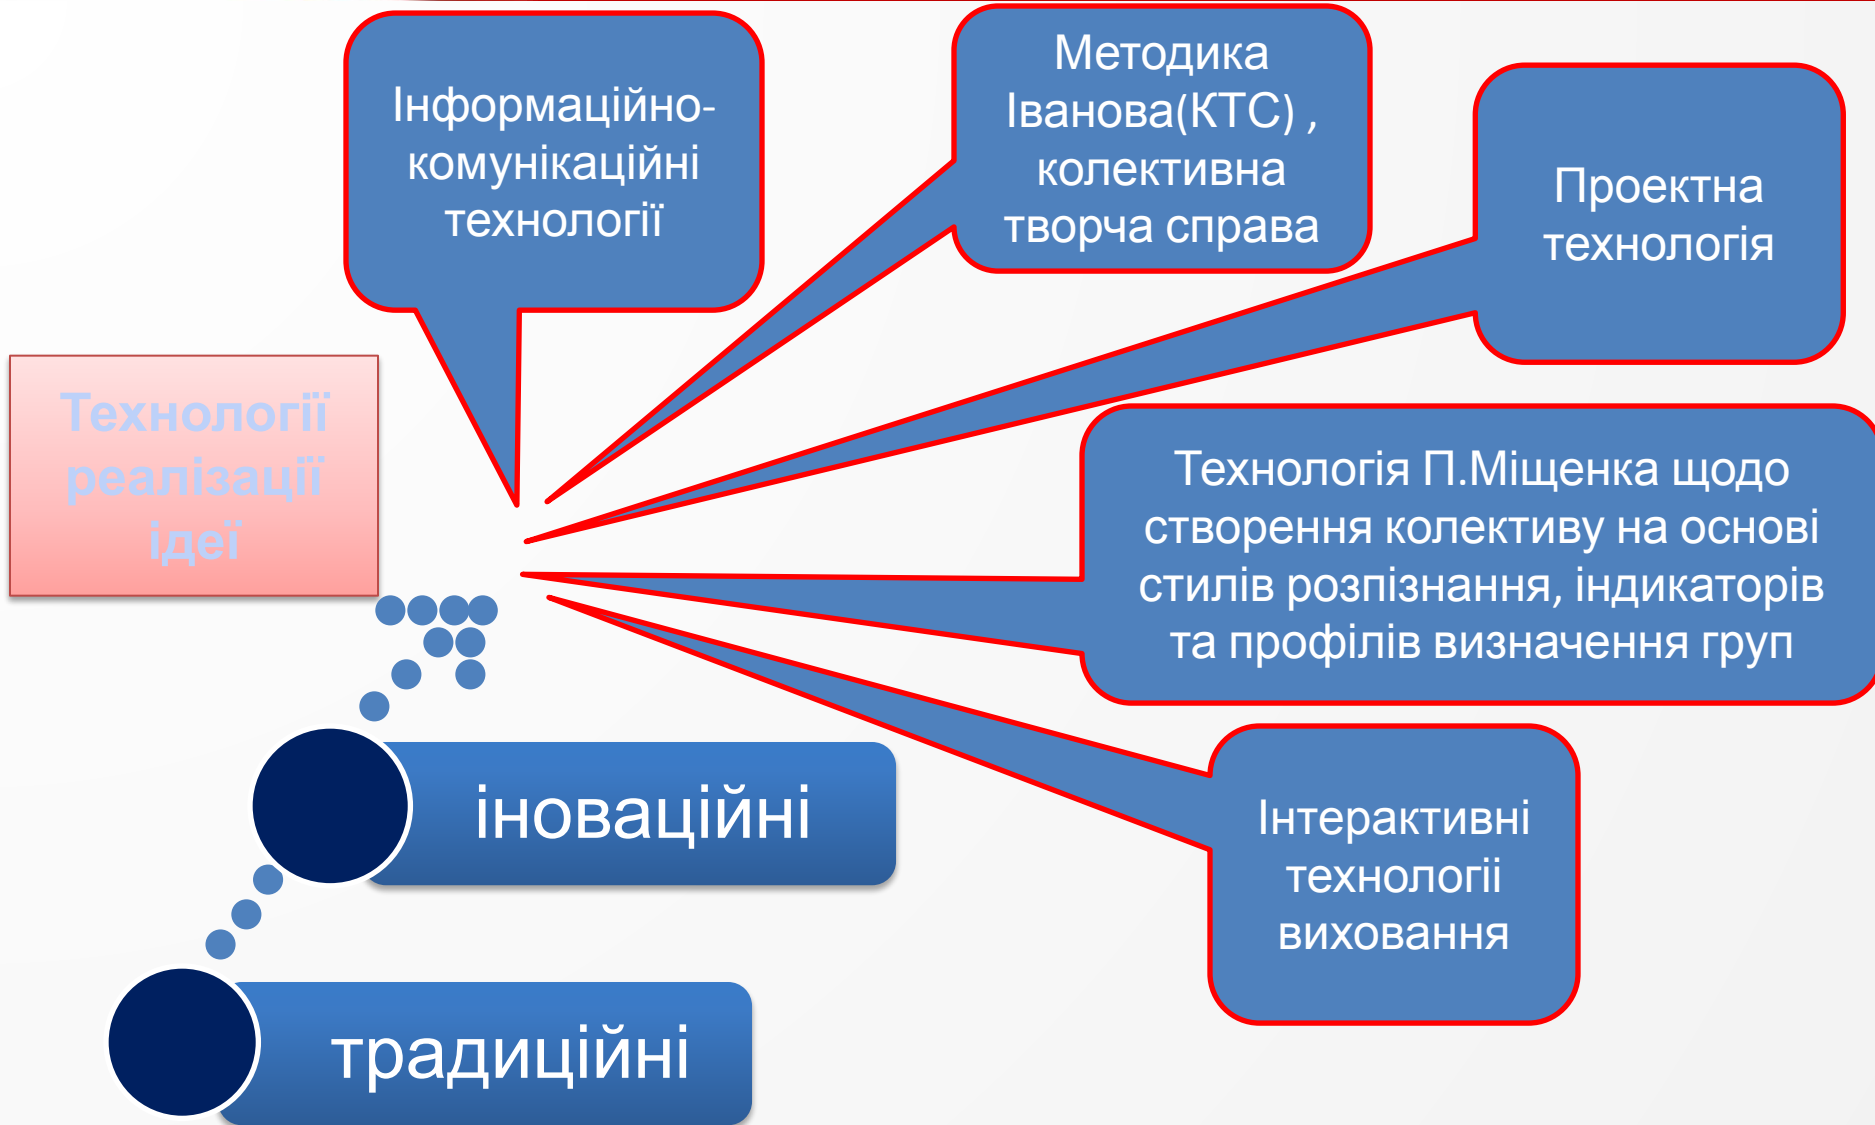 Інформаційно-
комунікаційні
технології
Методика
Іванова(КТС) ,
колективна
творча справа
Проектна
технологія
Технології
реалізації
ідеї
Технологія П.Міщенка щодо
створення колективу на основі
стилів розпізнання, індикаторів
та профілів визначення груп
іноваційні
Інтерактивні
технологіі
виховання
традиційні